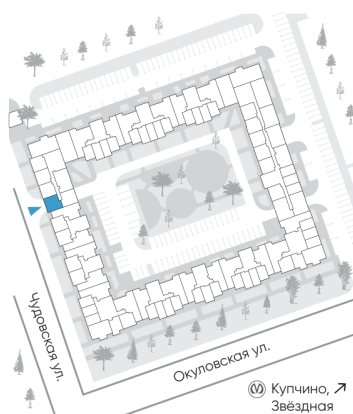 Чудовская ул.
Окуловская ул.
Ⓜ Купчино, ↗
Звёздная